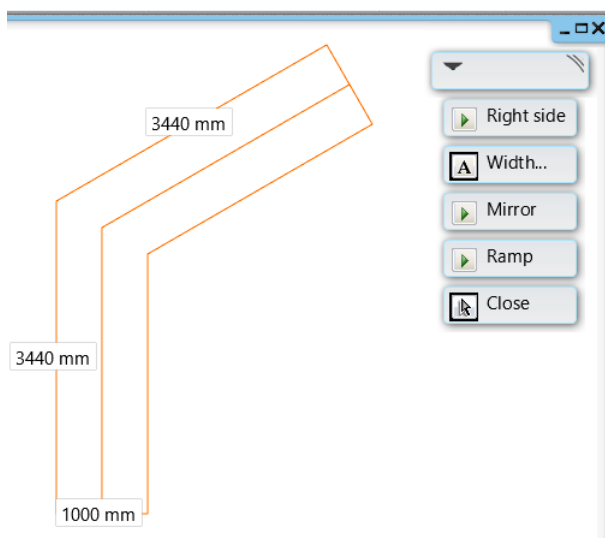 3440 mm
Right side
Width...
Mirror
Ramp
Close
3440 mm
1000 mm